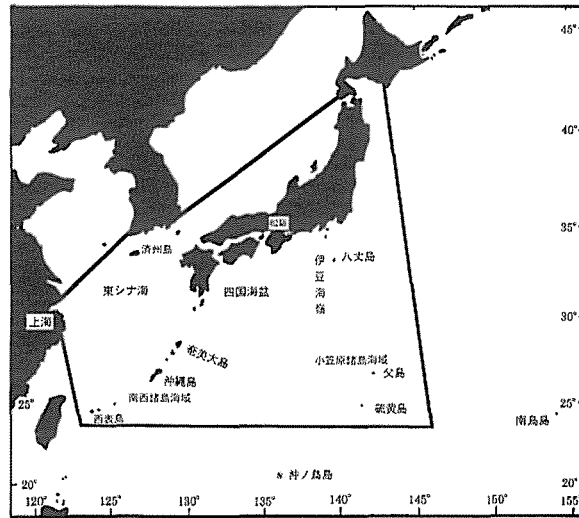 45°
40°
35°
松阪
済州島
八丈島
伊豆海嶺
東シナ海
四国海盆
30°
上海
奄美大島
小笠原諸島海域
父島
沖縄島
25°
南西諸島海域
25°
硫黄島
西表島
南鳥島
沖ノ鳥島
20°
20°
120°
125°
130°
135°
140°
145°
150°
155°